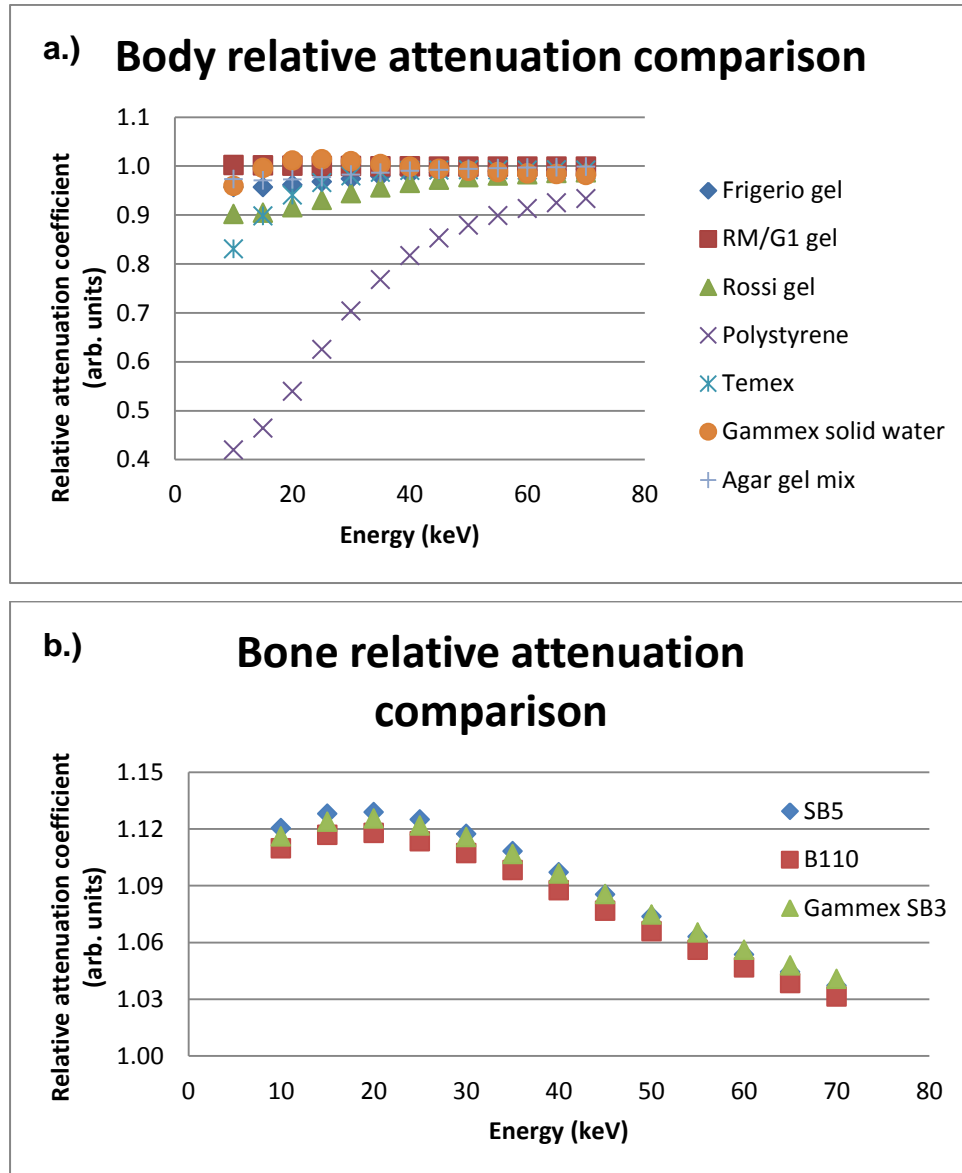 a.) Body relative attenuation comparison
Relative attenuation coefficient
(arb. units)
1.1
1.0
0.9
0.8
0.7
0.6
0.5
0.4
0 20 40 60 80
Energy (keV)
Frigerio gel
RM/G1 gel
Rossi gel
Polystyrene
Temex
Gammex solid water
Agar gel mix
b.) Bone relative attenuation
comparison
Relative attenuation coefficient
(arb. units)
1.15
1.12
1.09
1.06
1.03
1.00
0 10 20 30 40 50 60 70 80
Energy (keV)
SB5
B110
Gammex SB3